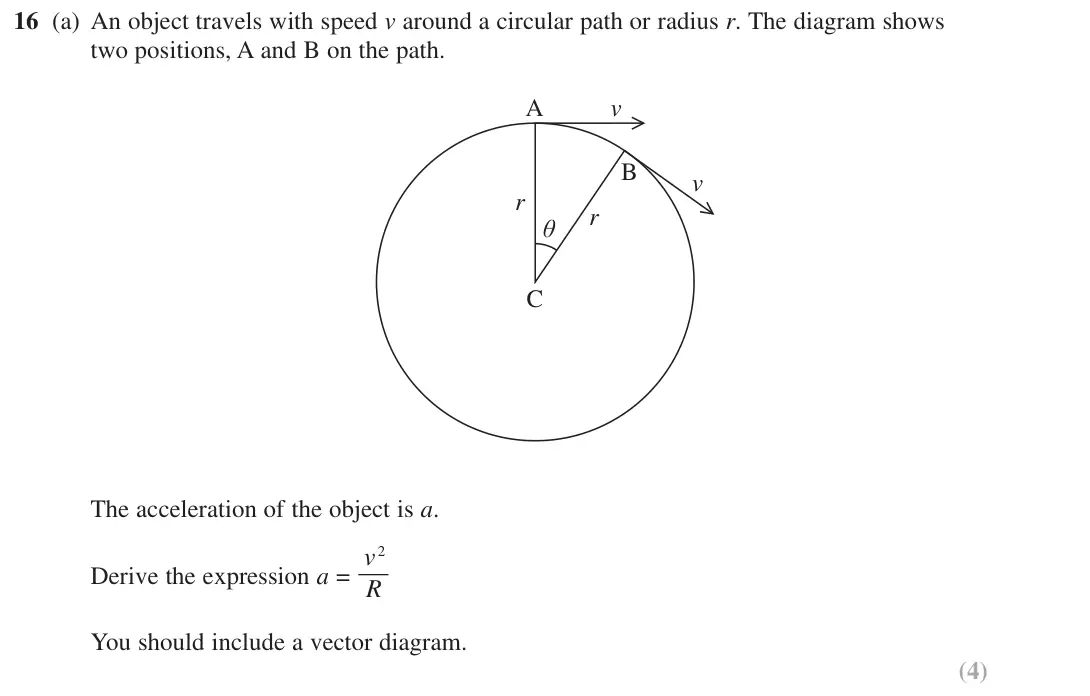 16 (a) An object travels with speed v around a circular path or radius r. The diagram shows
two positions, A and B on the path.
A
v
B
v
r
θ
r
C
The acceleration of the object is a.
Derive the expression a = v²/R
You should include a vector diagram.
(4)